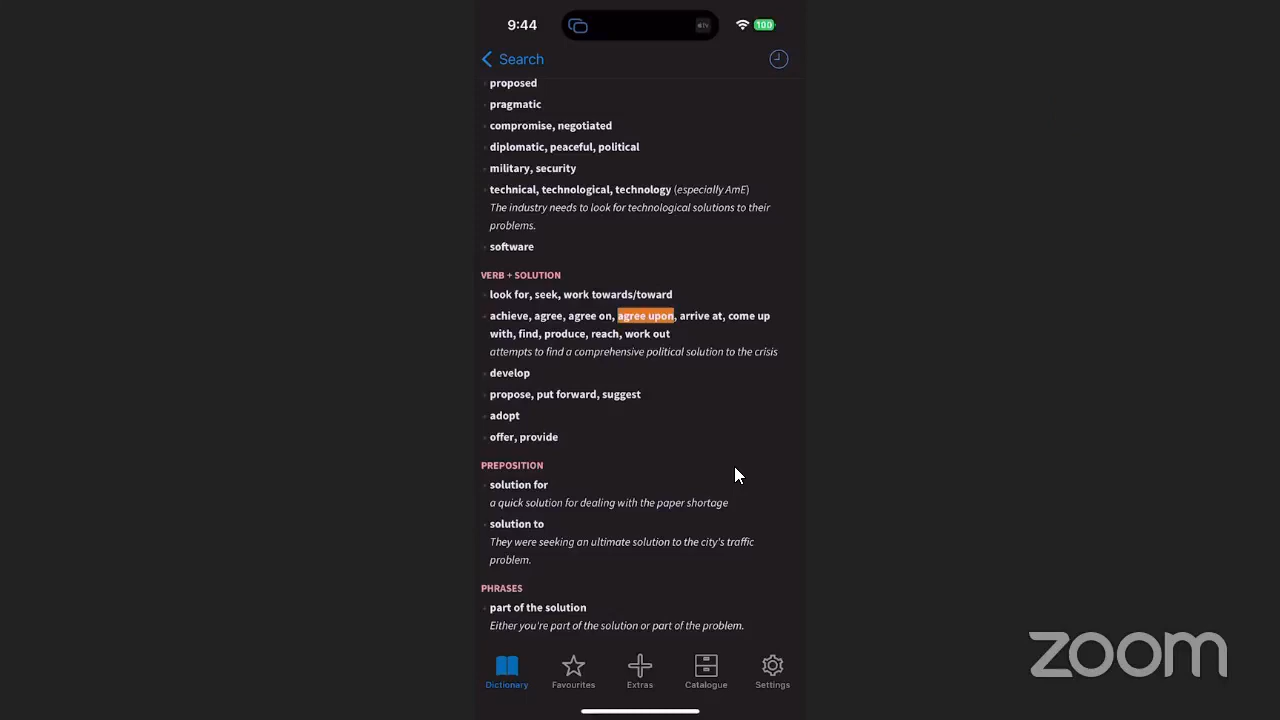 9:44
tv
100
Search
proposed
pragmatic
compromise, negotiated
diplomatic, peaceful, political
military, security
technical, technological, technology (especially AmE)
The industry needs to look for technological solutions to their
problems.
software
VERB + SOLUTION
look for, seek, work towards/toward
achieve, agree, agree on, agree upon, arrive at, come up
with, find, produce, reach, work out
attempts to find a comprehensive political solution to the crisis
develop
propose, put forward, suggest
adopt
offer, provide
PREPOSITION
solution for
a quick solution for dealing with the paper shortage
solution to
They were seeking an ultimate solution to the city's traffic
problem.
PHRASES
part of the solution
Either you're part of the solution or part of the problem.
Dictionary Favourites Extras Catalogue Settings
zoom